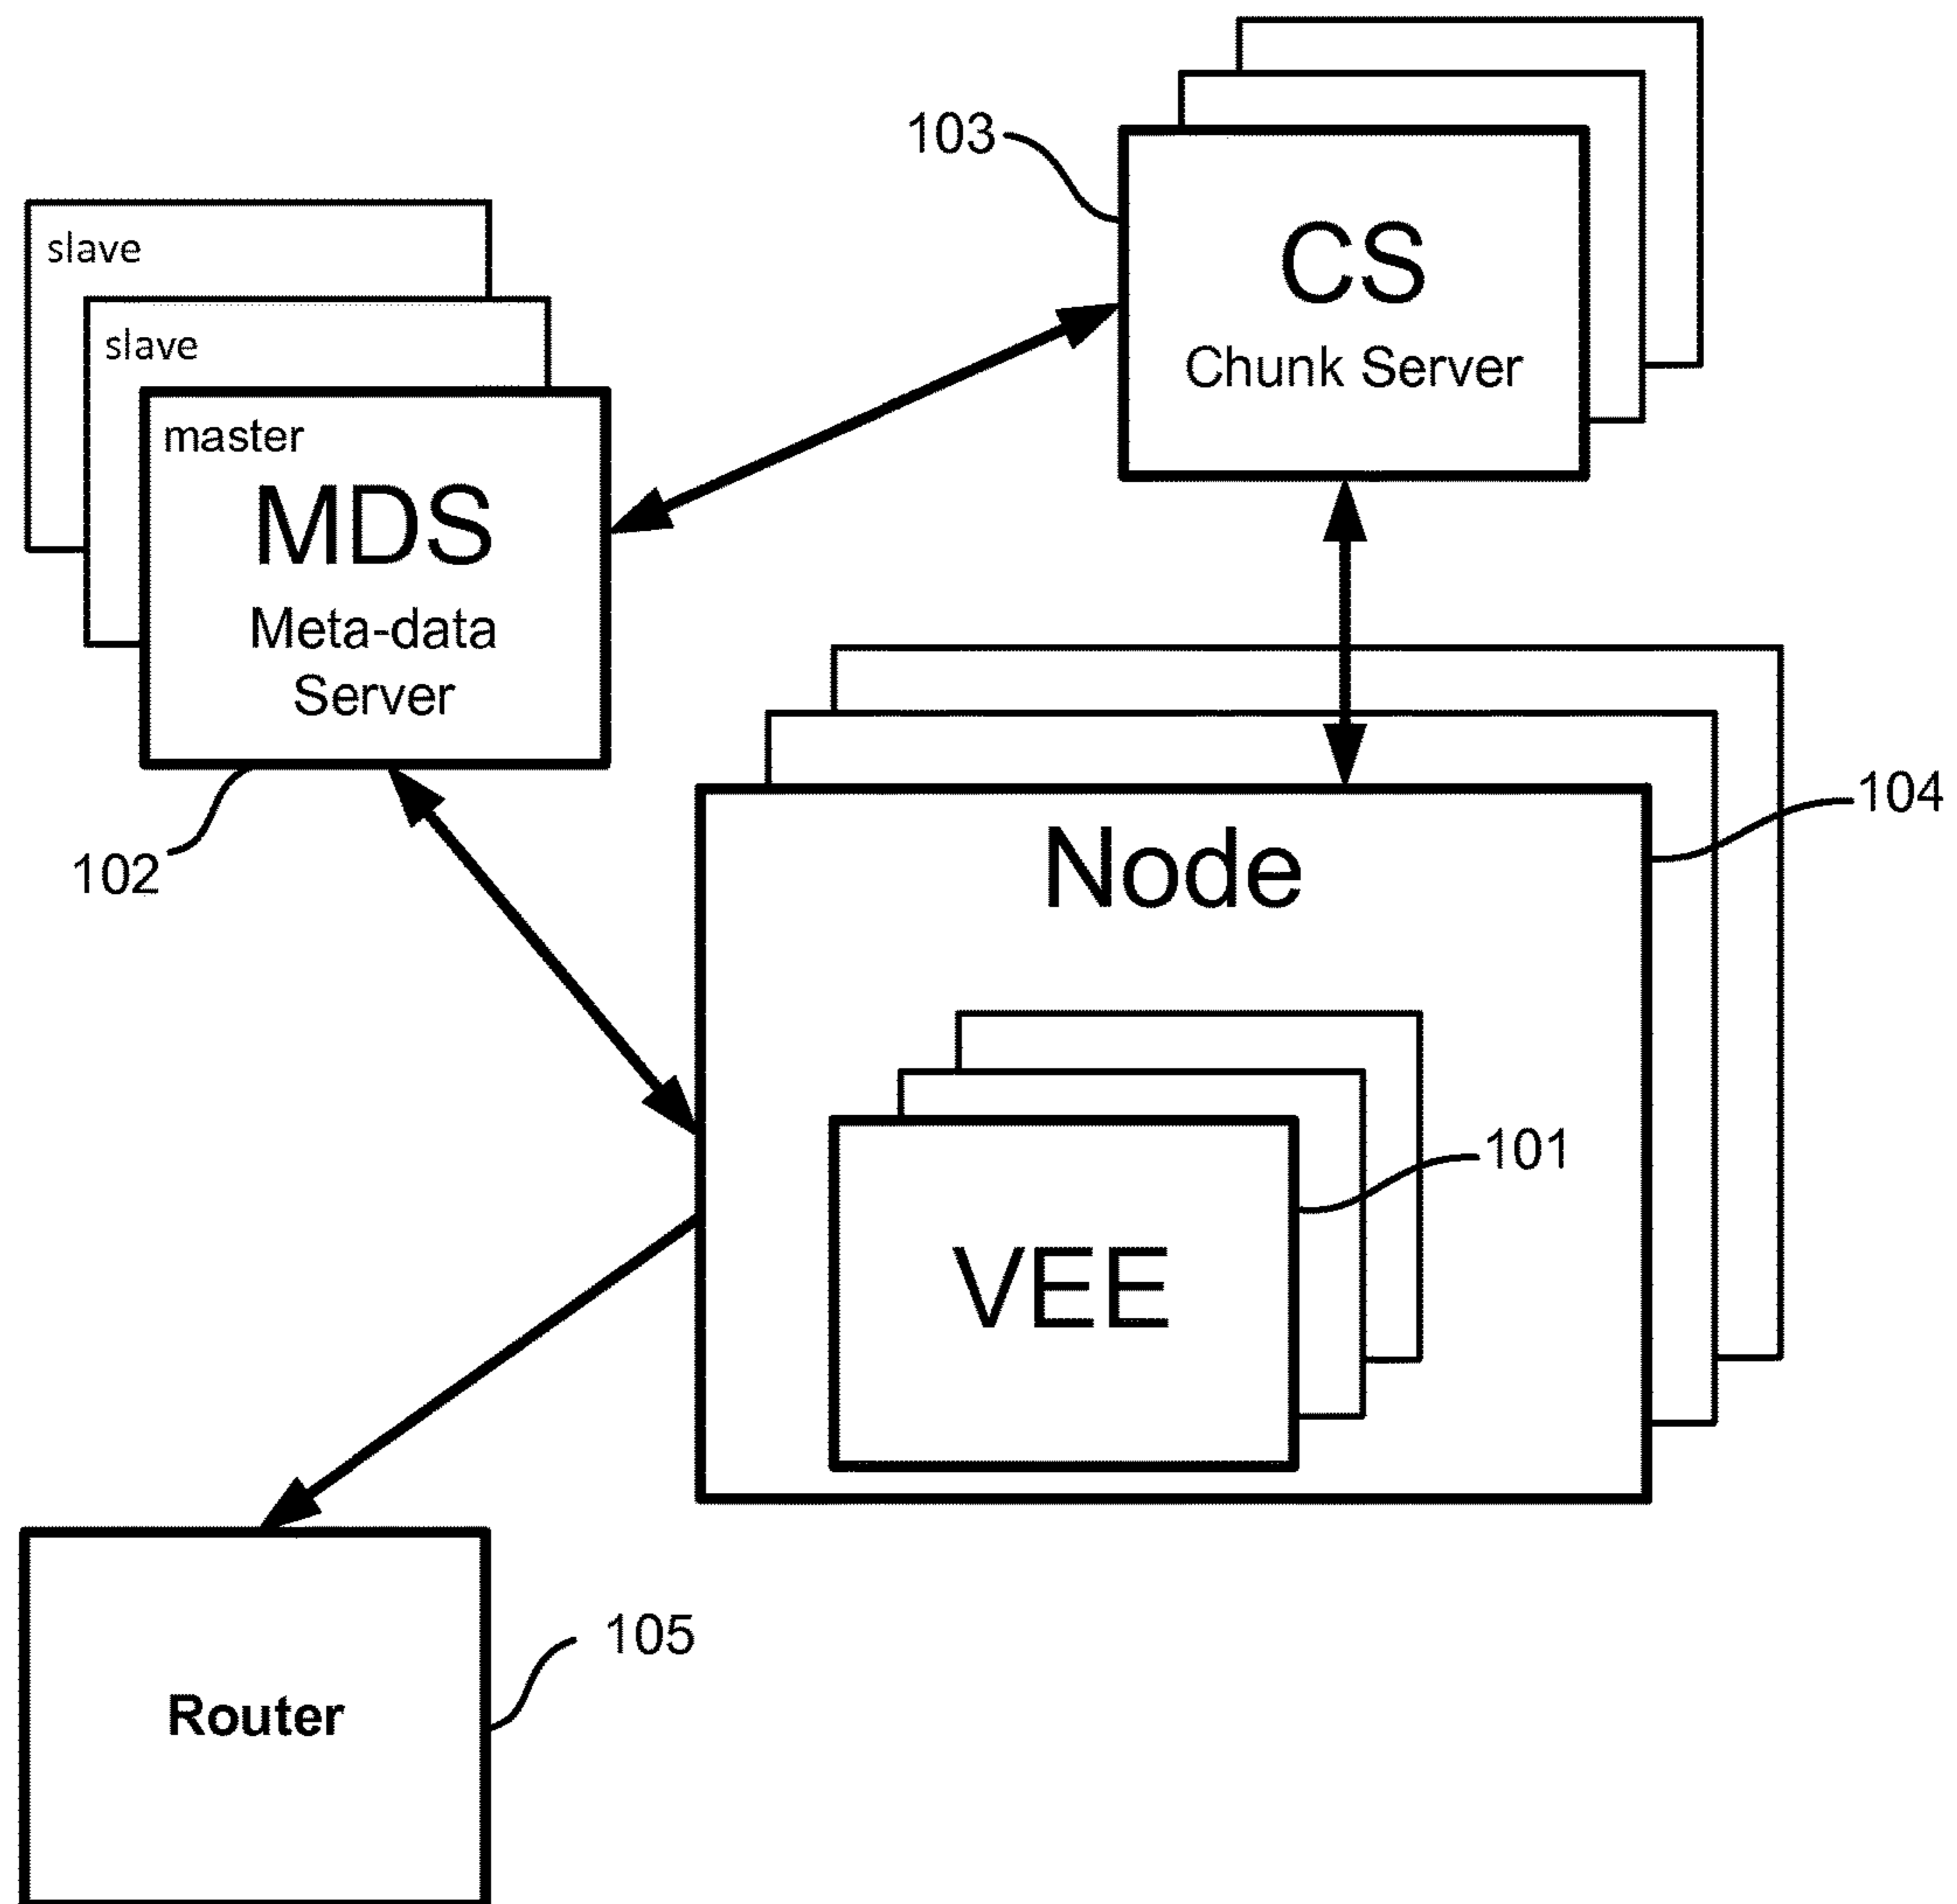 103
CS
Chunk Server
slave
slave
master
MDS
Meta-data
Server
102
Node
104
101
VEE
105
Router